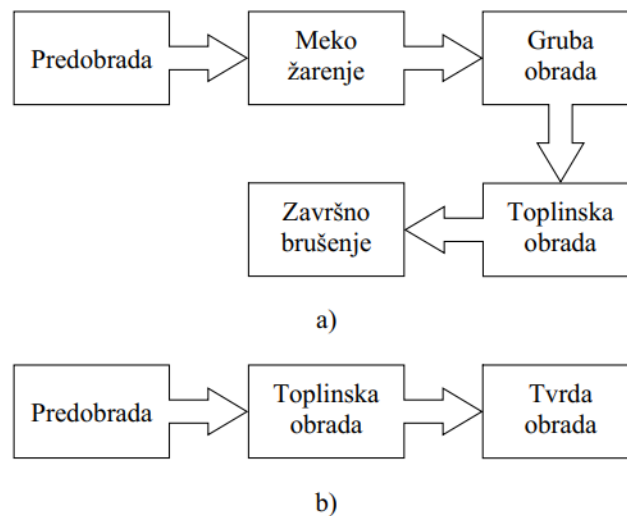 Predobrada
Meko
žarenje
Gruba
obrada
Toplinska
obrada
Završno
brušenje
a)
Predobrada
Toplinska
obrada
Tvrda
obrada
b)